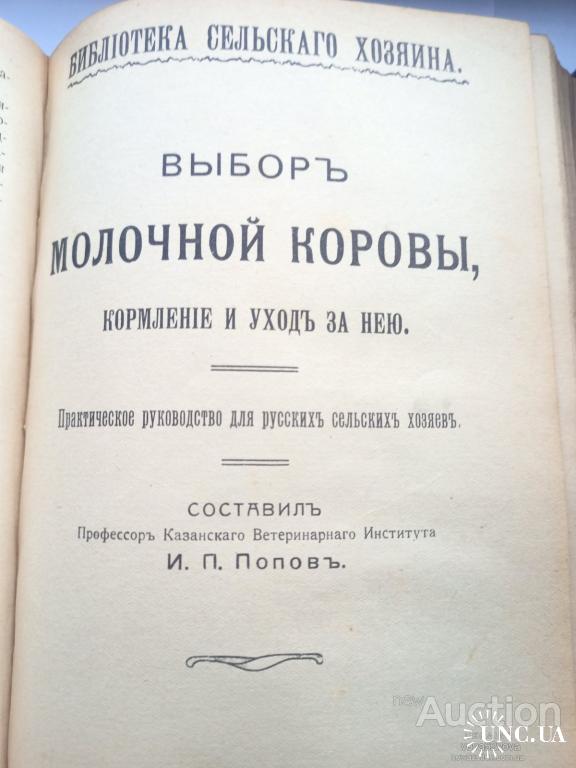 БИБЛІОТЕКА СЕЛЬСКАГО ХОЗЯИНА.
ВЫБОРЪ
МОЛОЧНОЙ КОРОВЫ,
КОРМЛЕНІЕ И УХОДЪ ЗА НЕЮ.
Практическое руководство для русскихъ сельскихъ хозяевъ.
СОСТАВИЛЪ
Профессоръ Казанскаго Ветеринарнаго Института
И. П. Поповъ.
Auction
UNC.UA